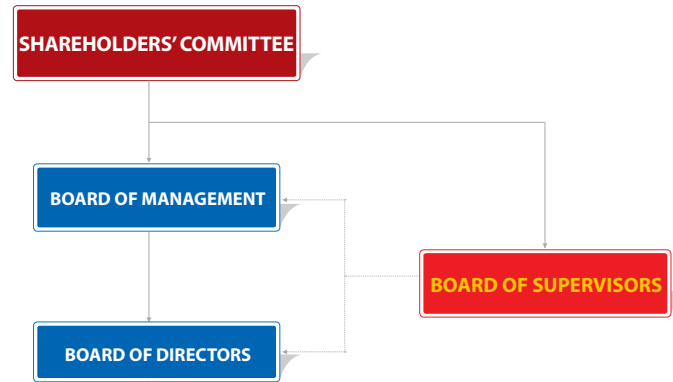 SHAREHOLDERS’ COMMITTEE
BOARD OF MANAGEMENT
BOARD OF SUPERVISORS
BOARD OF DIRECTORS